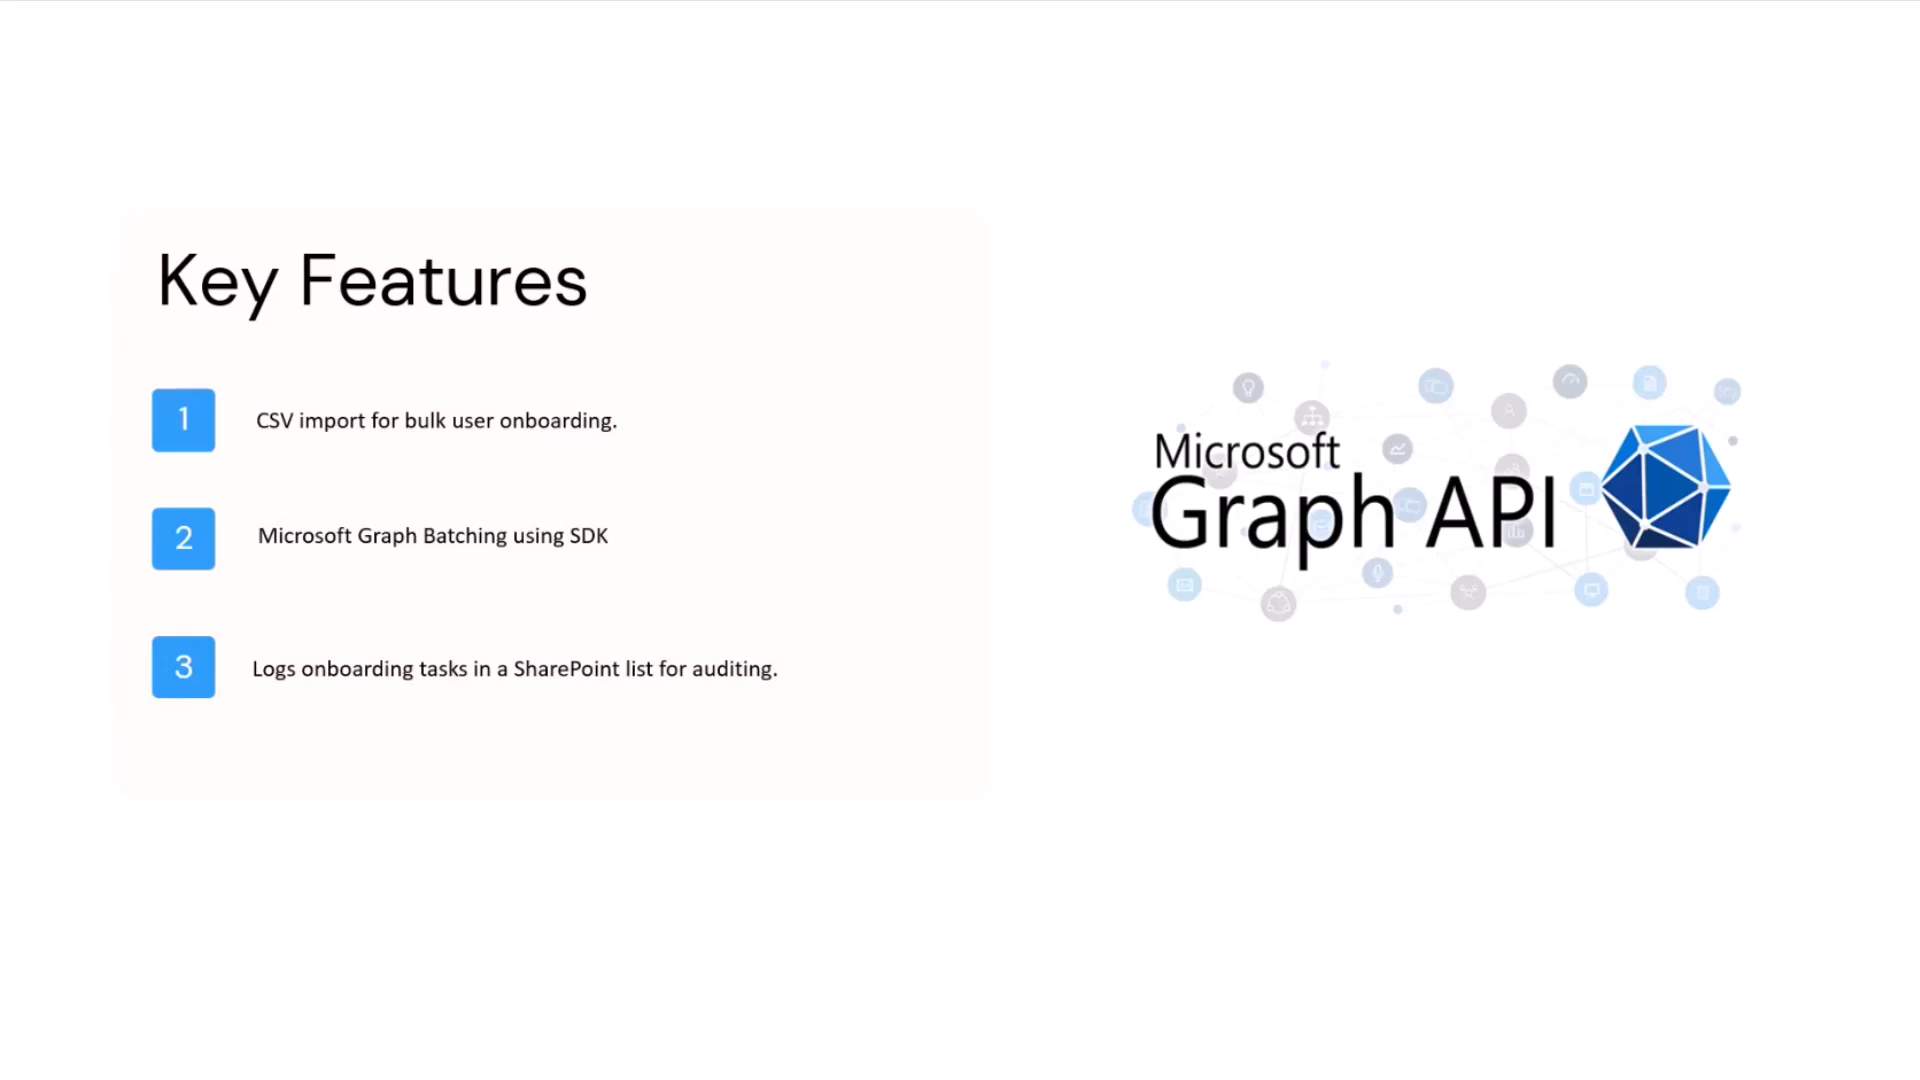 Key Features
1
CSV import for bulk user onboarding.
2
Microsoft Graph Batching using SDK
3
Logs onboarding tasks in a SharePoint list for auditing.
Microsoft
Graph API